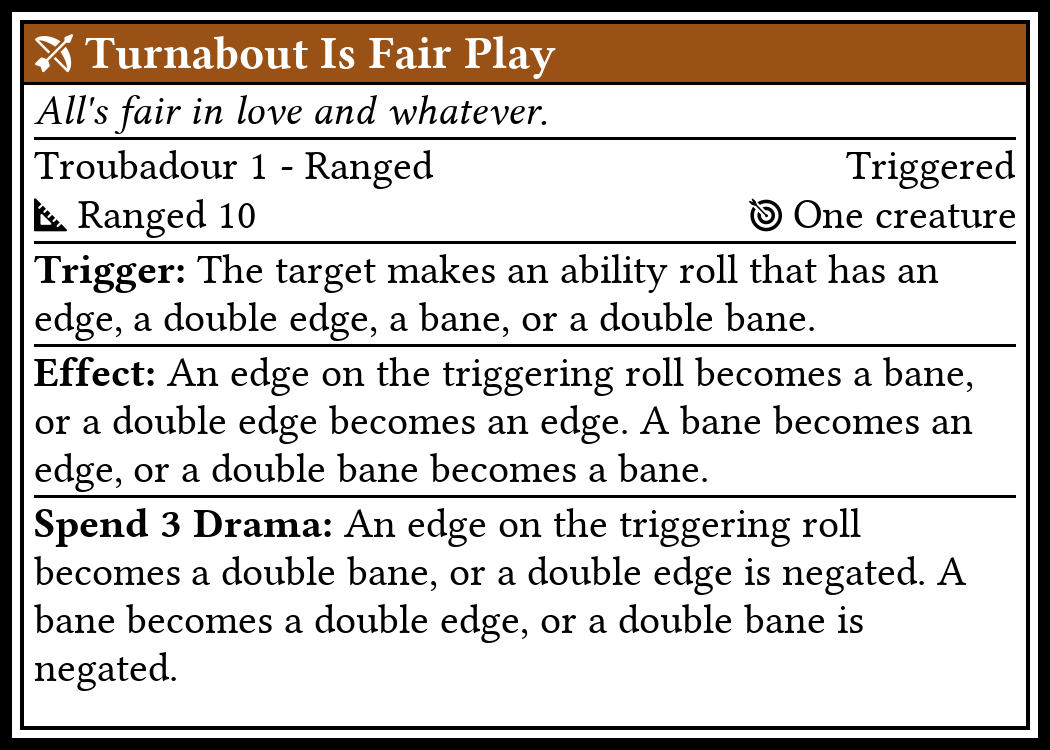 Turnabout Is Fair Play
All's fair in love and whatever.
Troubadour 1 - Ranged Triggered
Ranged 10 One creature
Trigger: The target makes an ability roll that has an
edge, a double edge, a bane, or a double bane.
Effect: An edge on the triggering roll becomes a bane,
or a double edge becomes an edge. A bane becomes an
edge, or a double bane becomes a bane.
Spend 3 Drama: An edge on the triggering roll
becomes a double bane, or a double edge is negated. A
bane becomes a double edge, or a double bane is
negated.